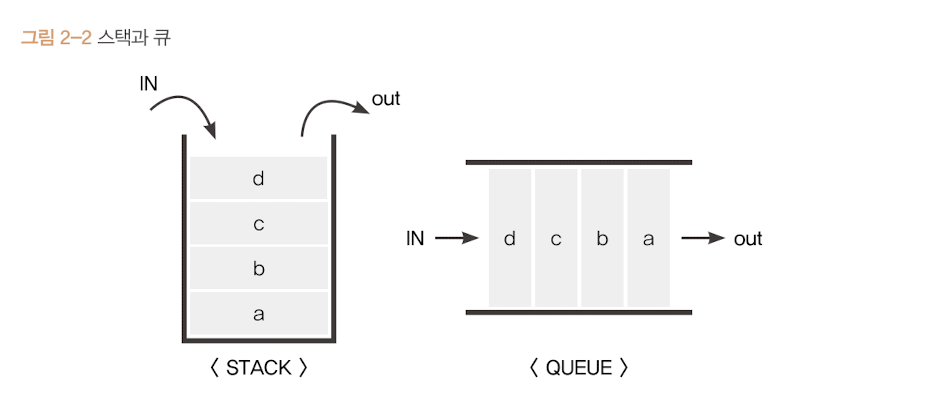 그림 2-2 스택과 큐
IN
out
d
c
b
a
〈 STACK 〉
IN d c b a out
〈 QUEUE 〉